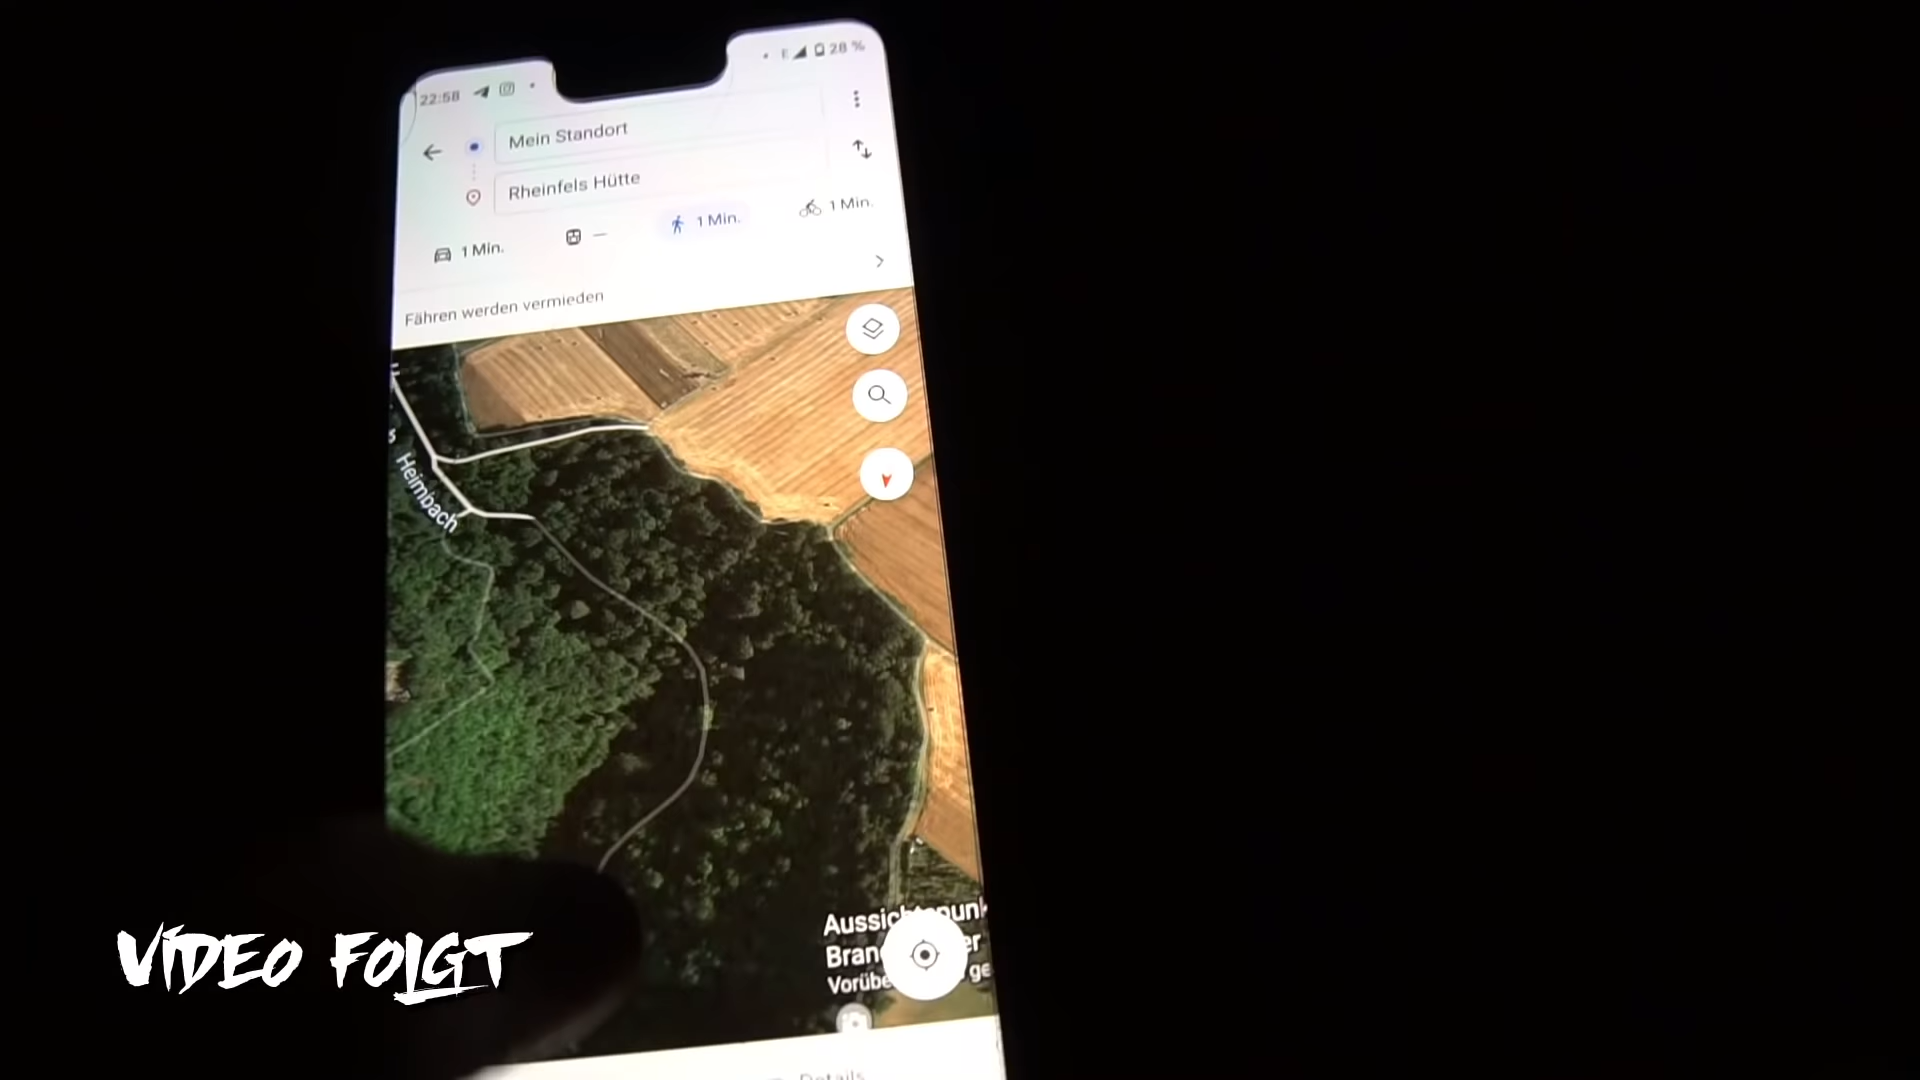 22:58
E 28 %
Mein Standort
Rheinfels Hütte
1 Min.
1 Min.
1 Min.
Fähren werden vermieden
Heimbach
Details
VIDEO FOLGT